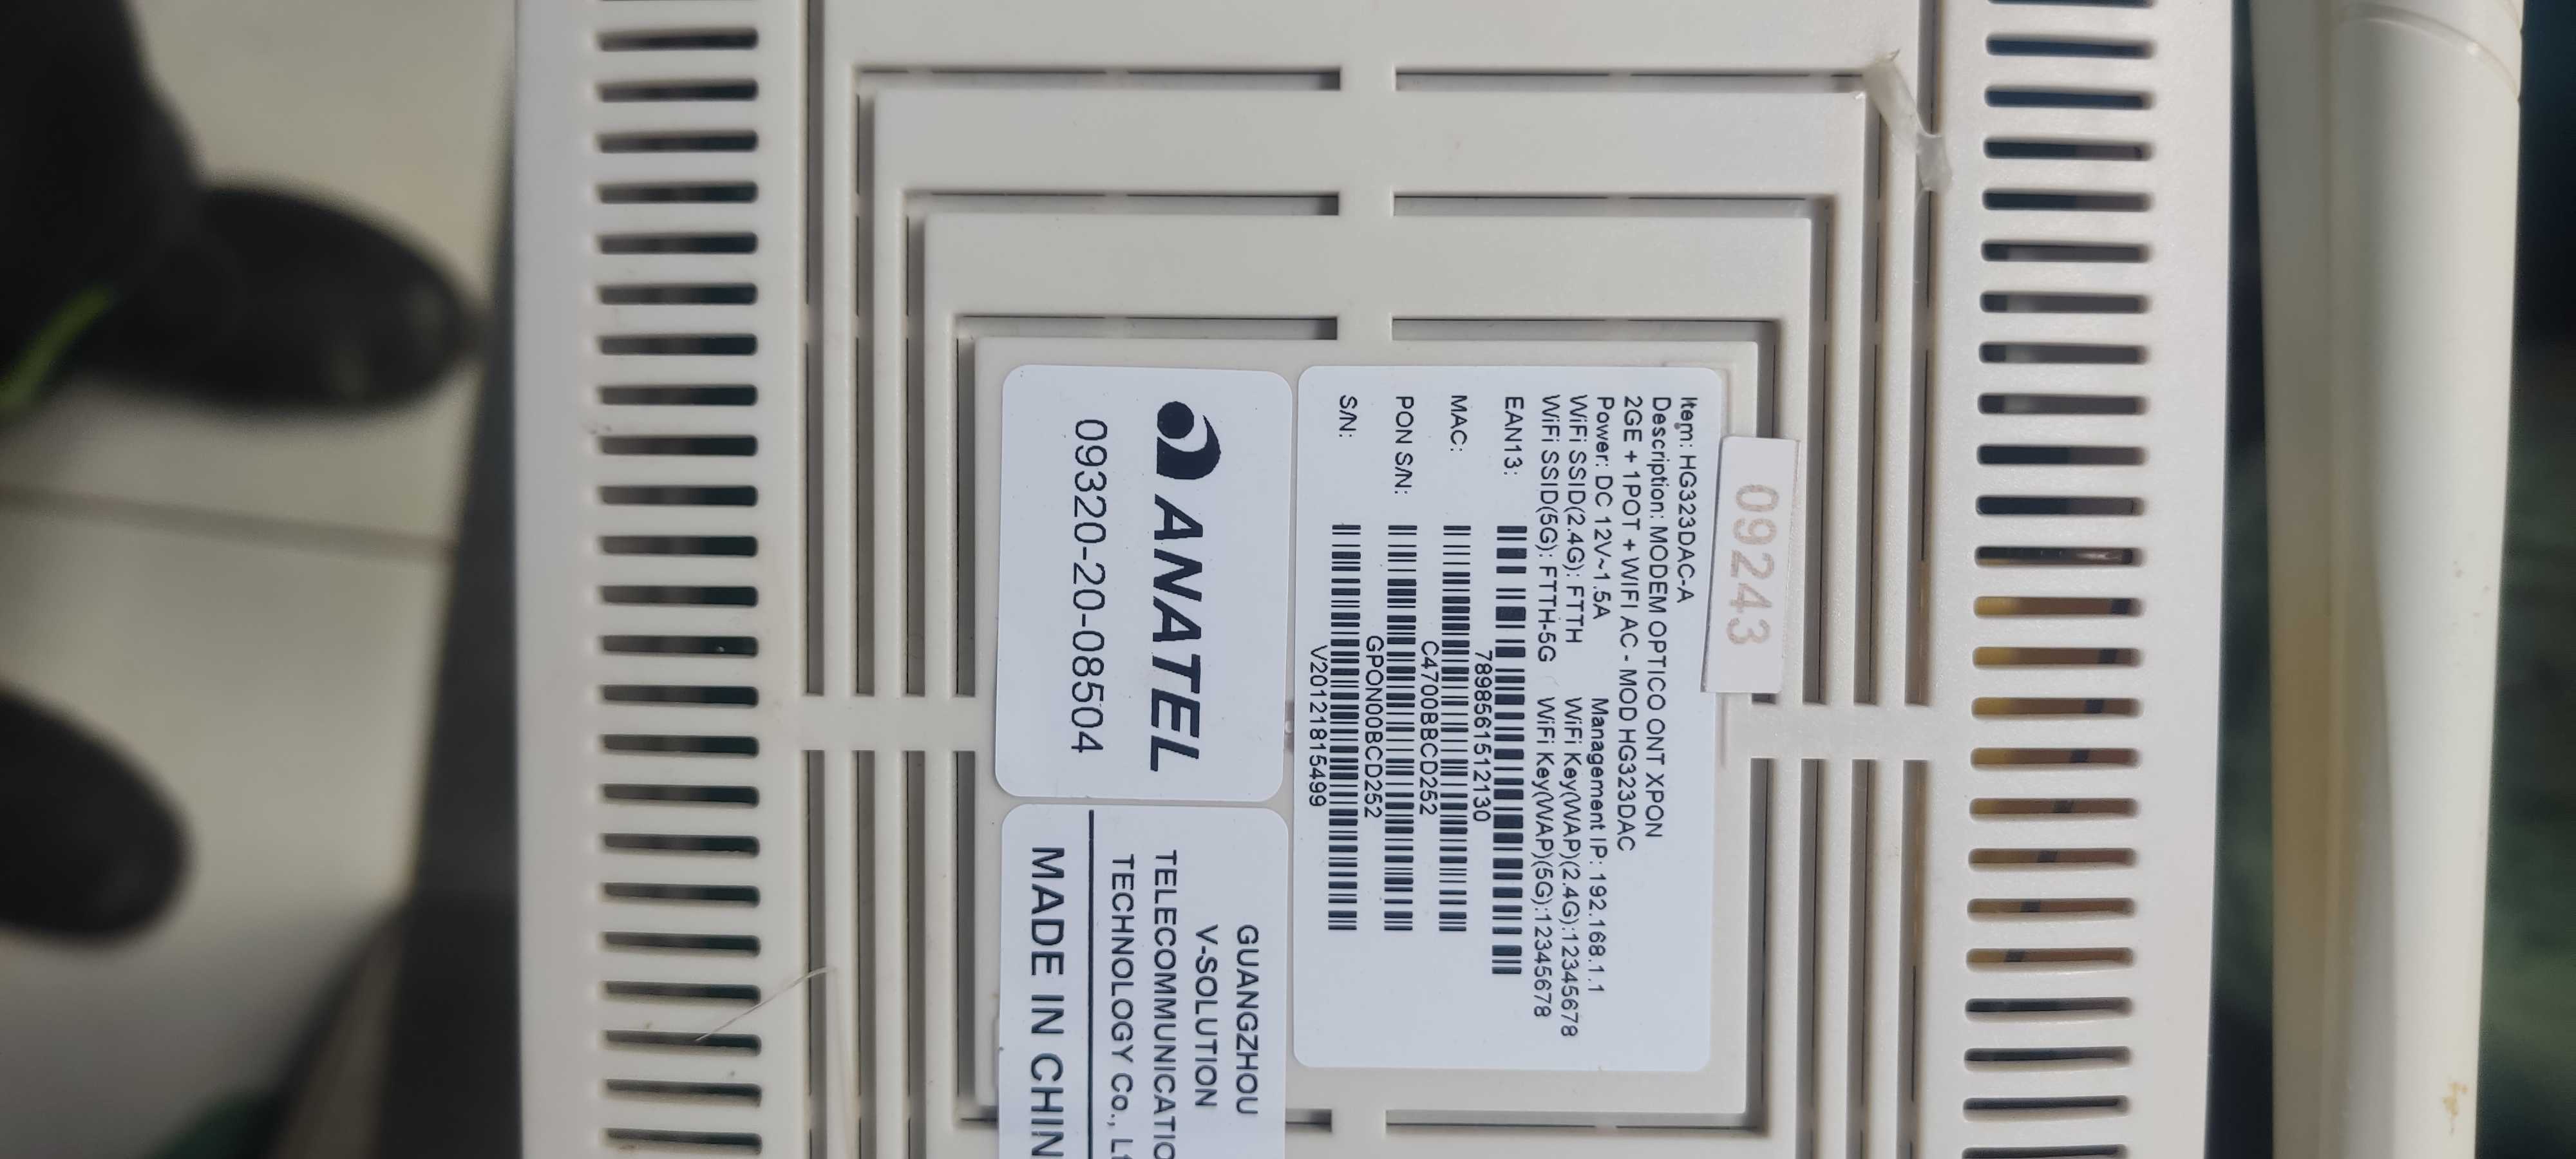 09243
Item: HG323DAC-A
Description: MODEM OPTICO ONT XPON
2GE + 1POT + WIFI AC - MOD HG323DAC
Power: DC 12V~1.5A Management IP: 192.168.1.1
WiFi SSID(2.4G): FTTH WiFi Key(WAP)(2.4G):12345678
WiFi SSID(5G): FTTH-5G WiFi Key(WAP)(5G):12345678
EAN13:
7898561512130
MAC:
C4700BBCD252
PON S/N:
GPON00BCD252
S/N:
V20121815499
ANATEL
09320-20-08504
GUANGZHOU
V-SOLUTION
TELECOMMUNICATIO
TECHNOLOGY Co., Lt
MADE IN CHIN